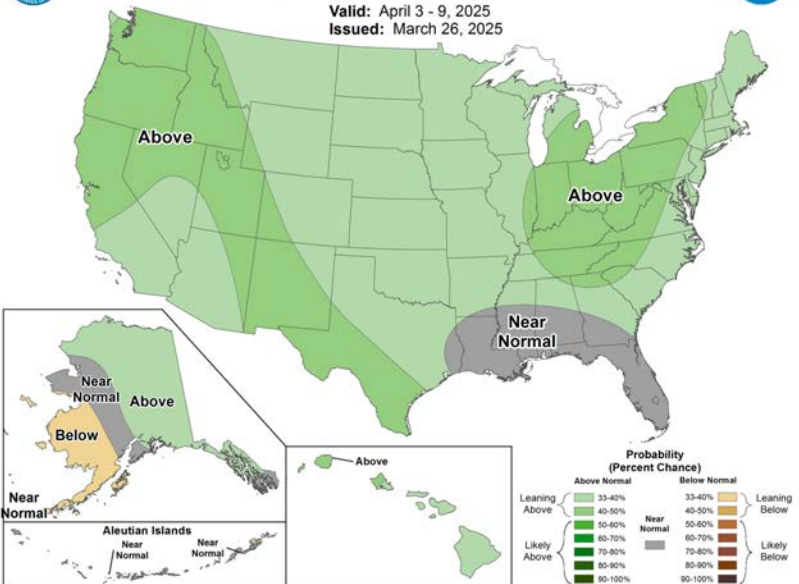 Valid: April 3 - 9, 2025
Issued: March 26, 2025
Above
Above
Near
Normal
Near
Normal
Above
Below
Near
Normal
Aleutian Islands
Near
Normal
Near
Normal
Above
Probability
(Percent Chance)
Above Normal
Below Normal
Leaning
Above
33-40%
40-50%
Likely
Above
50-60%
60-70%
70-80%
80-90%
90-100%
Near
Normal
33-40%
40-50%
Leaning
Below
50-60%
60-70%
70-80%
80-90%
90-100%
Likely
Below